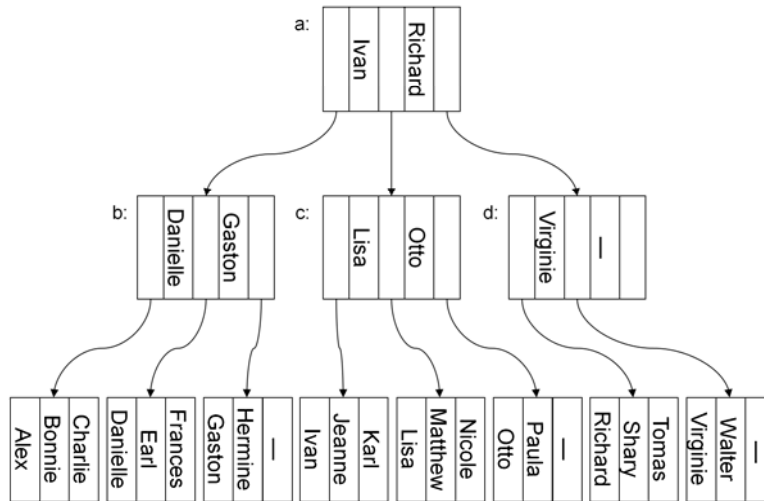 a:
Ivan
Richard
b:
Danielle
Gaston
c:
Lisa
Otto
d:
Virginie
—
Alex
Bonnie
Charlie
Danielle
Earl
Frances
Gaston
Hermine
—
Ivan
Jeanne
Karl
Lisa
Matthew
Nicole
Otto
Paula
—
Richard
Shary
Tomas
Virginie
Walter
—